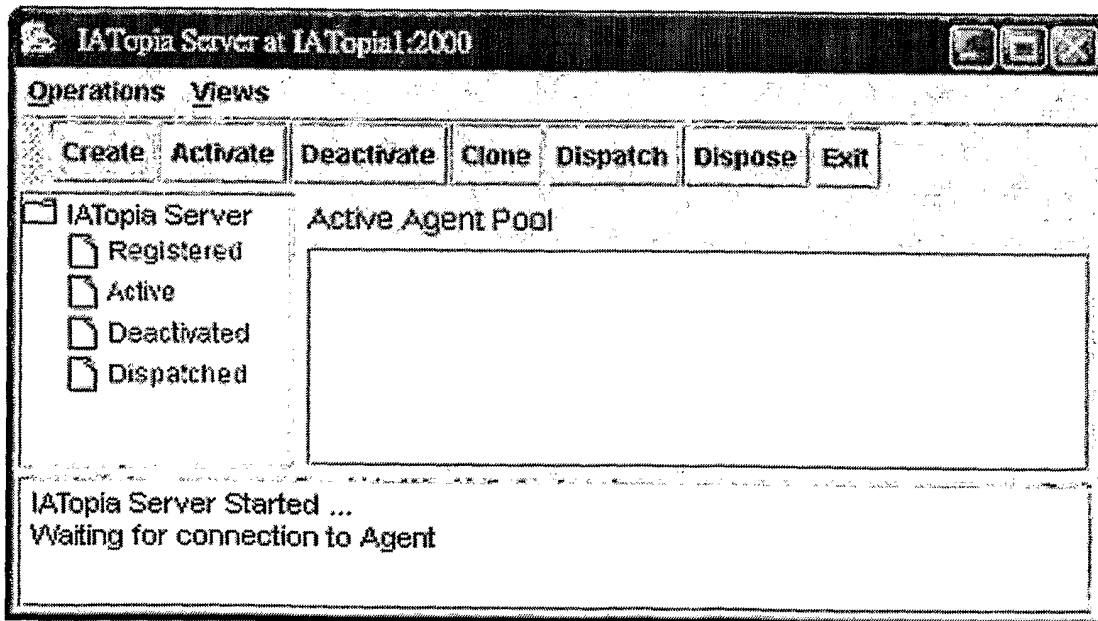 IATopia Server at IATopia1:2000
Operations Views
Create Activate Deactivate Clone Dispatch Dispose Exit
IATopia Server
Registered
Active
Deactivated
Dispatched
Active Agent Pool
IATopia Server Started ...
Waiting for connection to Agent